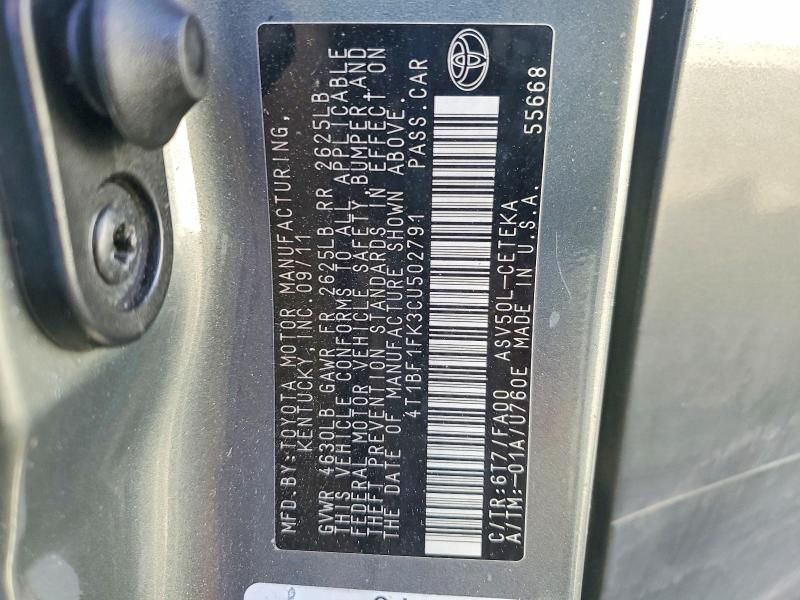 MFD. BY: TOYOTA MOTOR MANUFACTURING,
KENTUCKY, INC. 09/11
GVWR 4630LB GAWR FR 2625LB RR 2625LB
THIS VEHICLE CONFORMS TO ALL APPLICABLE
FEDERAL MOTOR VEHICLE SAFETY, BUMPER AND
THEFT PREVENTION STANDARDS IN EFFECT ON
THE DATE OF MANUFACTURE SHOWN ABOVE.
4T1BF1FK3CU502791 PASS.CAR
C/TR:6T7/FA00 ASV50L-CETEKA
A/TM:-01A/U760E MADE IN U.S.A. 55668